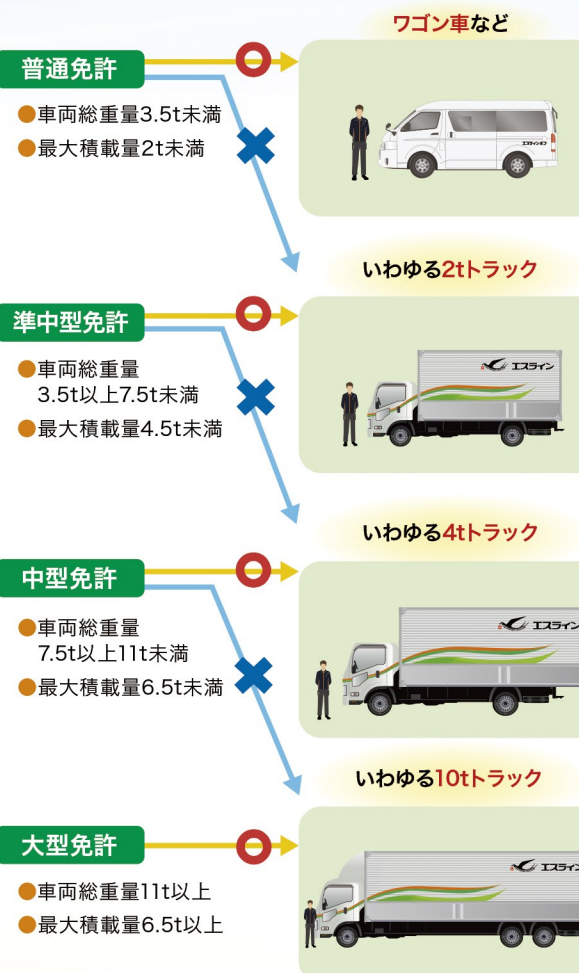 ワゴン車など
普通免許
●車両総重量3.5t未満
●最大積載量2t未満
エスラインギフ
いわゆる2tトラック
準中型免許
●車両総重量
3.5t以上7.5t未満
●最大積載量4.5t未満
エスライン
いわゆる4tトラック
中型免許
●車両総重量
7.5t以上11t未満
●最大積載量6.5t未満
エスライン
いわゆる10tトラック
大型免許
●車両総重量11t以上
●最大積載量6.5t以上
エスライン